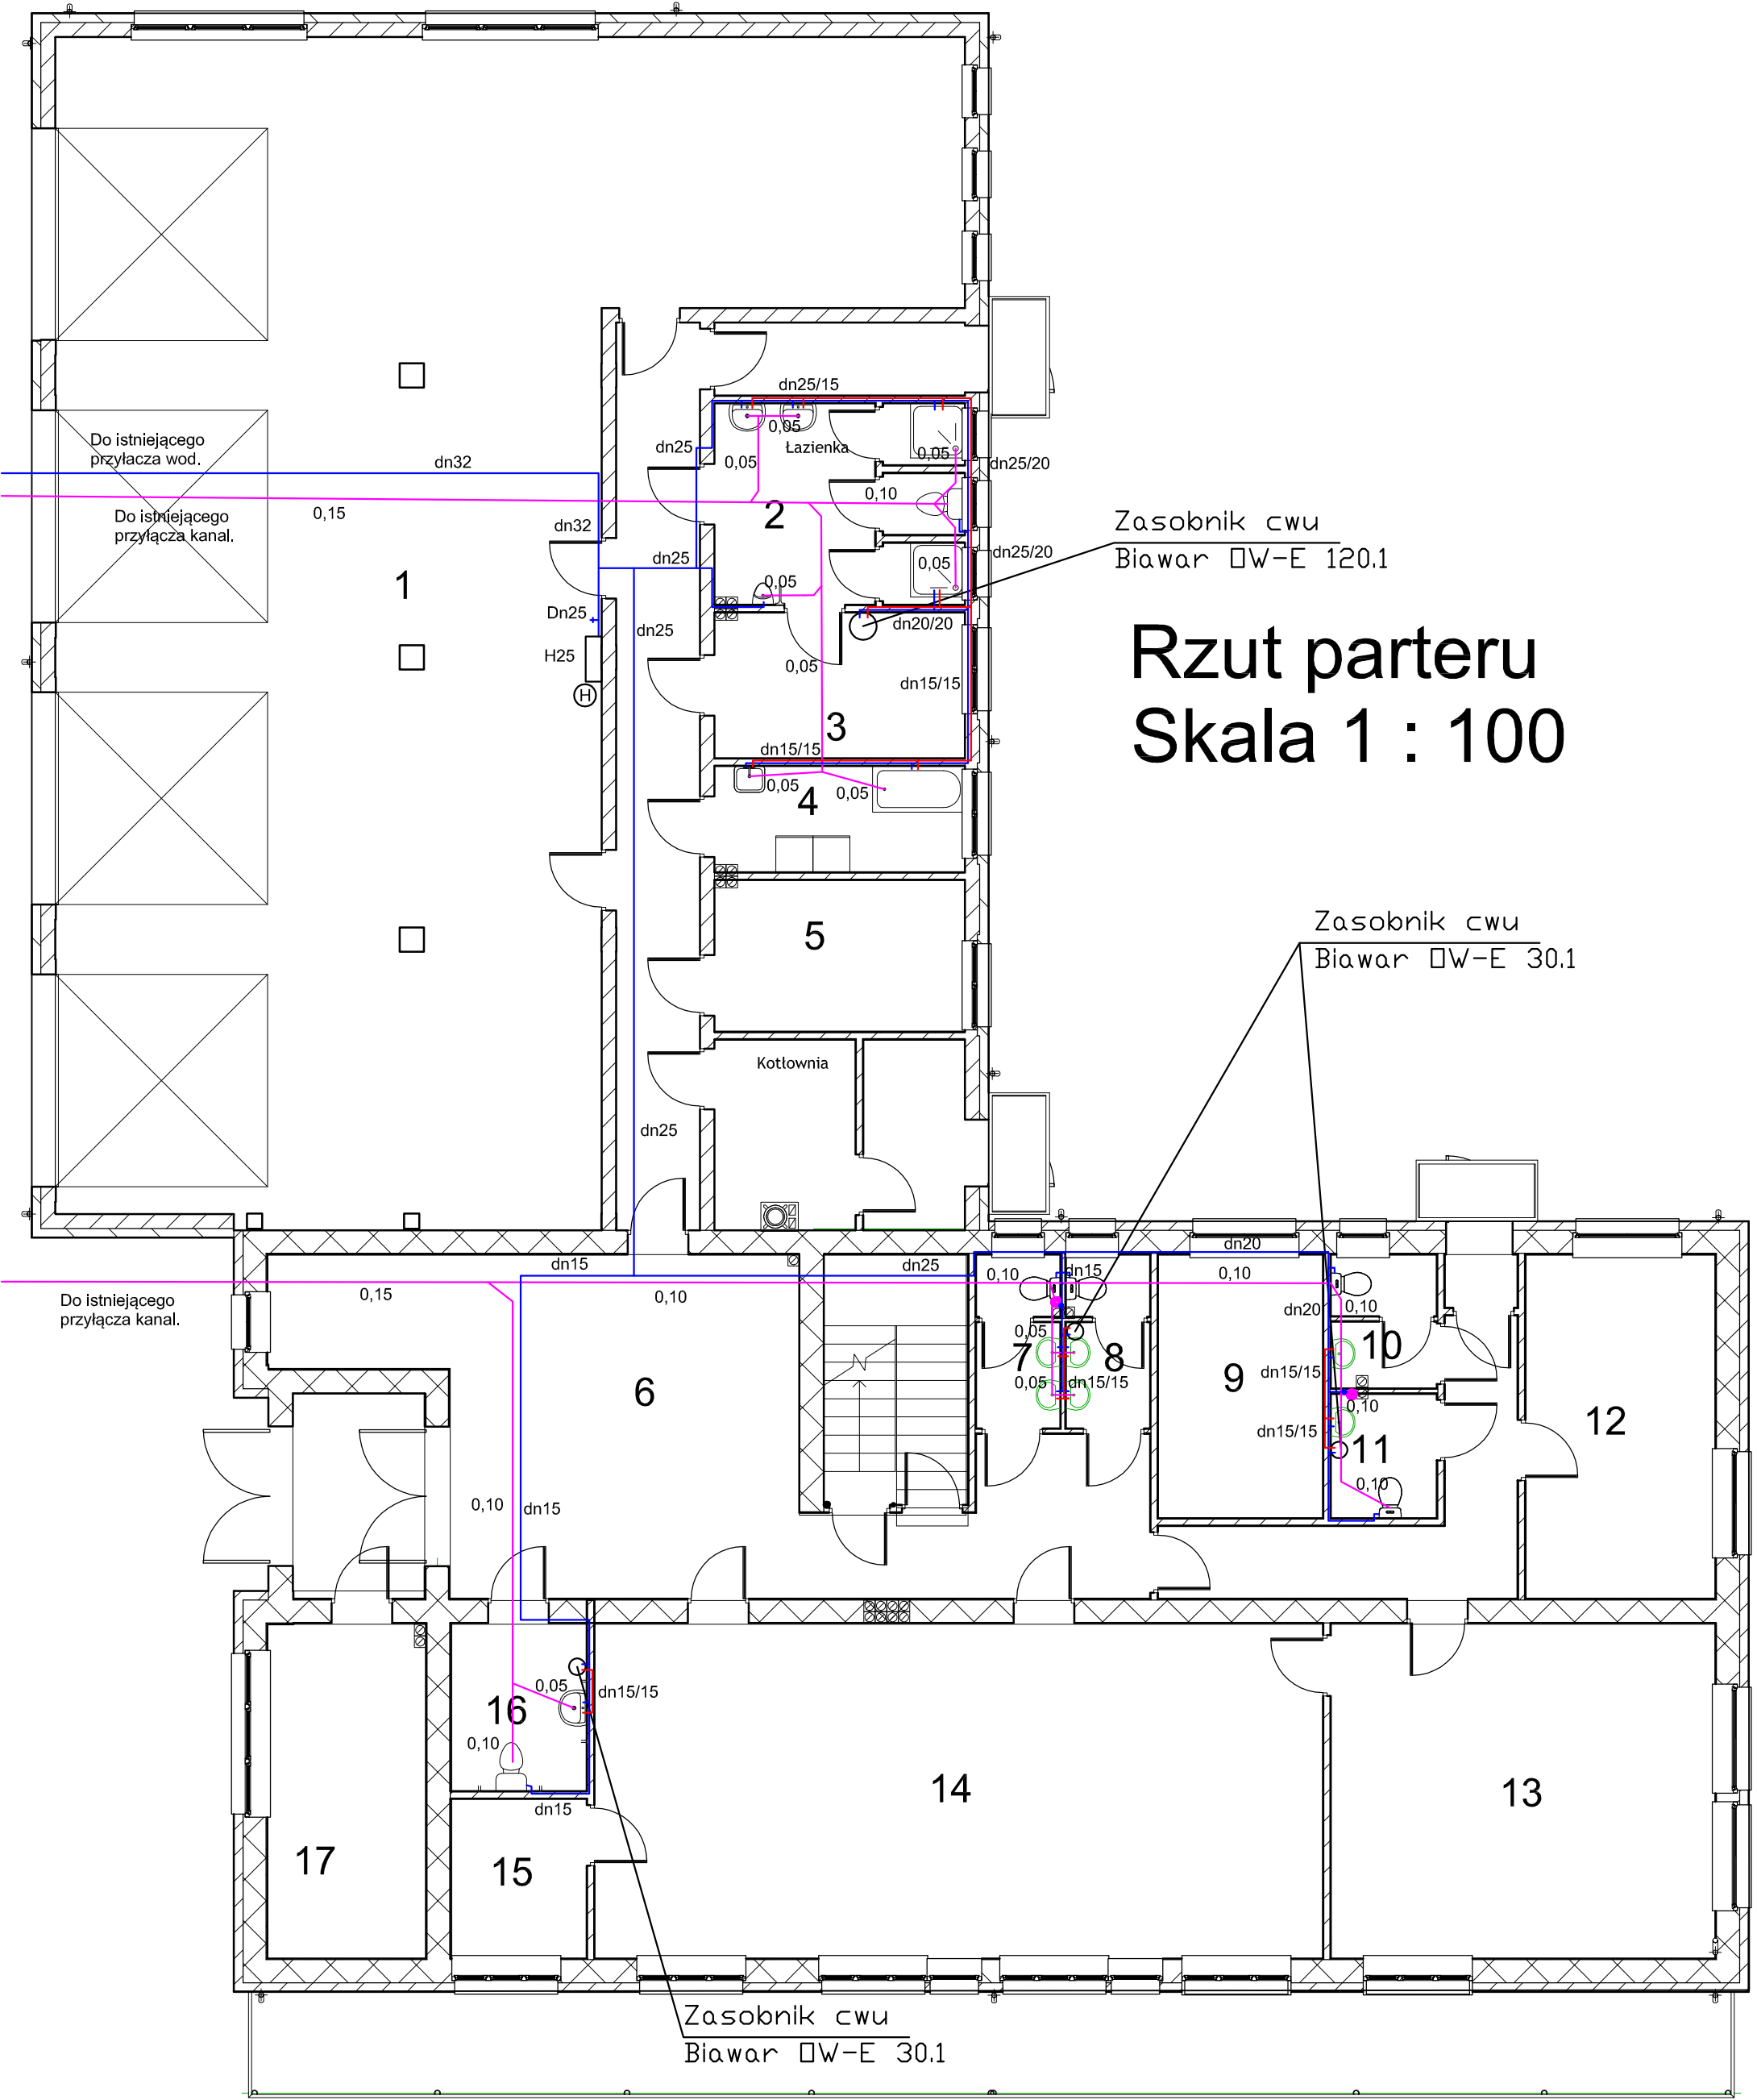 dn25/15
0,05
Łazienka
dn25
Do istniejącego
przyłacza wod.
dn32
0,05
0,05
dn25/20
0,10
2
0,15
Do istniejącego
przyłącza kanal.
dn32
Zasobnik cwu
Biawar OW-E 120.1
dn25
dn25/20
0,05
0,05
1
Dn25
dn20/20
dn25
H25
0,05
H
dn15/15
Rzut parteru
Skala 1 : 100
3
dn15/15
0,05
0,05
4
5
Zasobnik cwu
Biawar OW-E 30.1
Kotłownia
dn25
dn20
dn15
dn25
0,10
dn15
0,10
Do istniejącego
przyłącza kanal.
0,15
0,10
dn20
0,10
0,05
7
8
10
6
9
dn15/15
0,05
dn15/15
0,10
12
dn15/15
11
0,10
0,10
dn15
0,05
dn15/15
16
0,10
14
13
dn15
17
15
Zasobnik cwu
Biawar OW-E 30.1